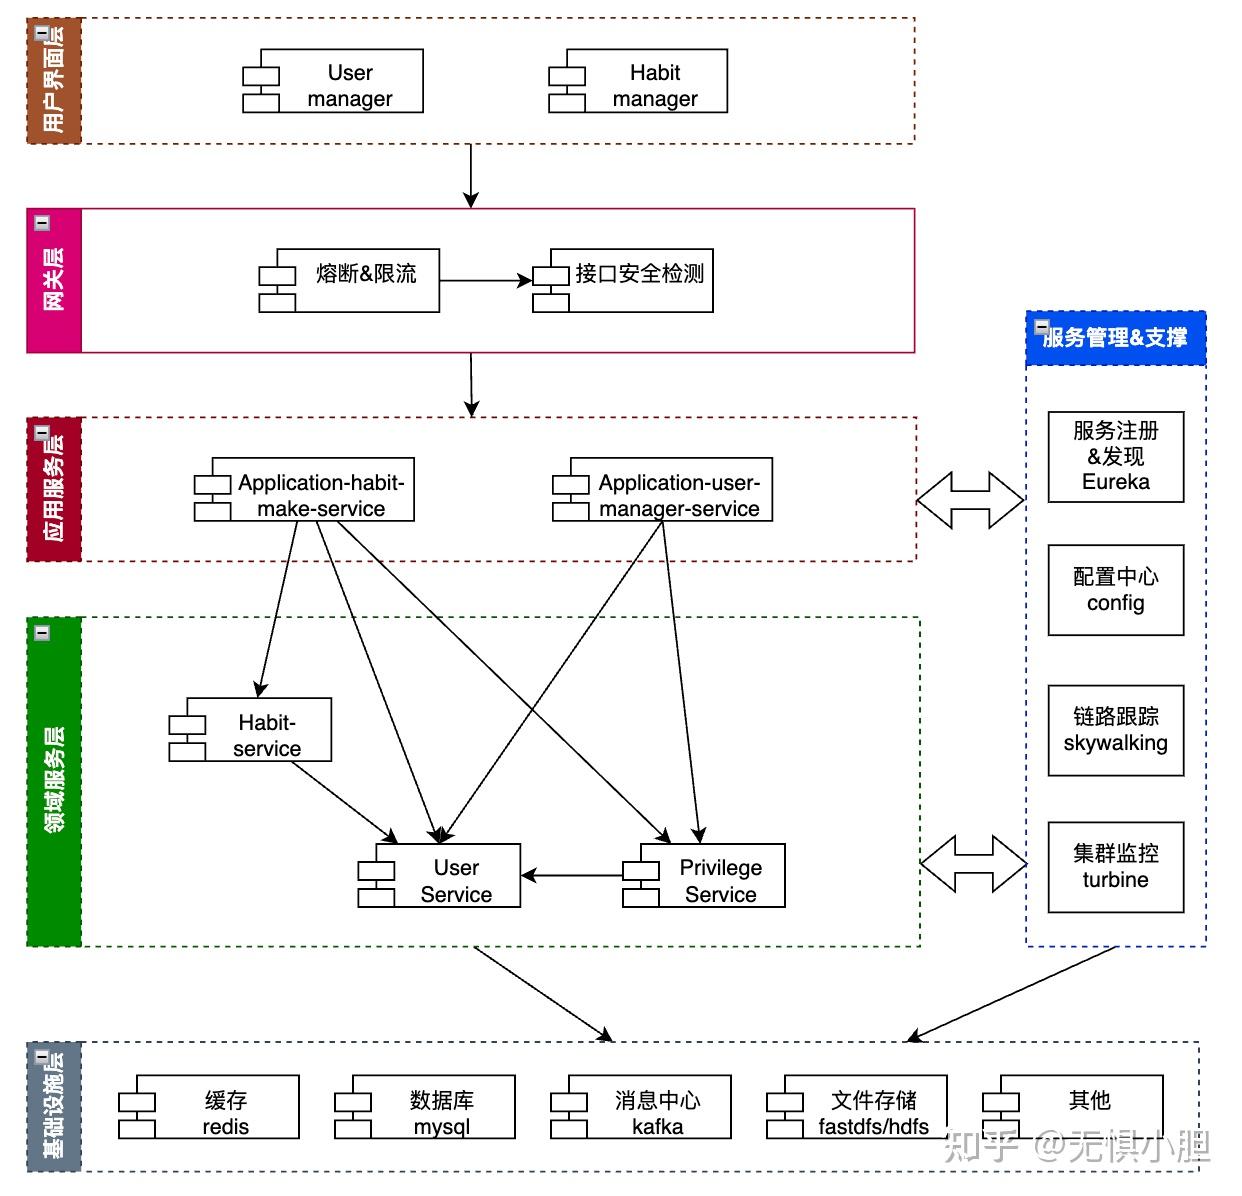 用户界面层
User
manager
Habit
manager
网关层
熔断&限流
接口安全检测
服务管理&支撑
应用服务层
Application-habit-
make-service
Application-user-
manager-service
服务注册
&发现
Eureka
配置中心
config
链路跟踪
skywalking
集群监控
turbine
领域服务层
Habit-
service
User
Service
Privilege
Service
基础设施层
缓存
redis
数据库
mysql
消息中心
kafka
文件存储
fastdfs/hdfs
其他
知乎 @无惧小胆